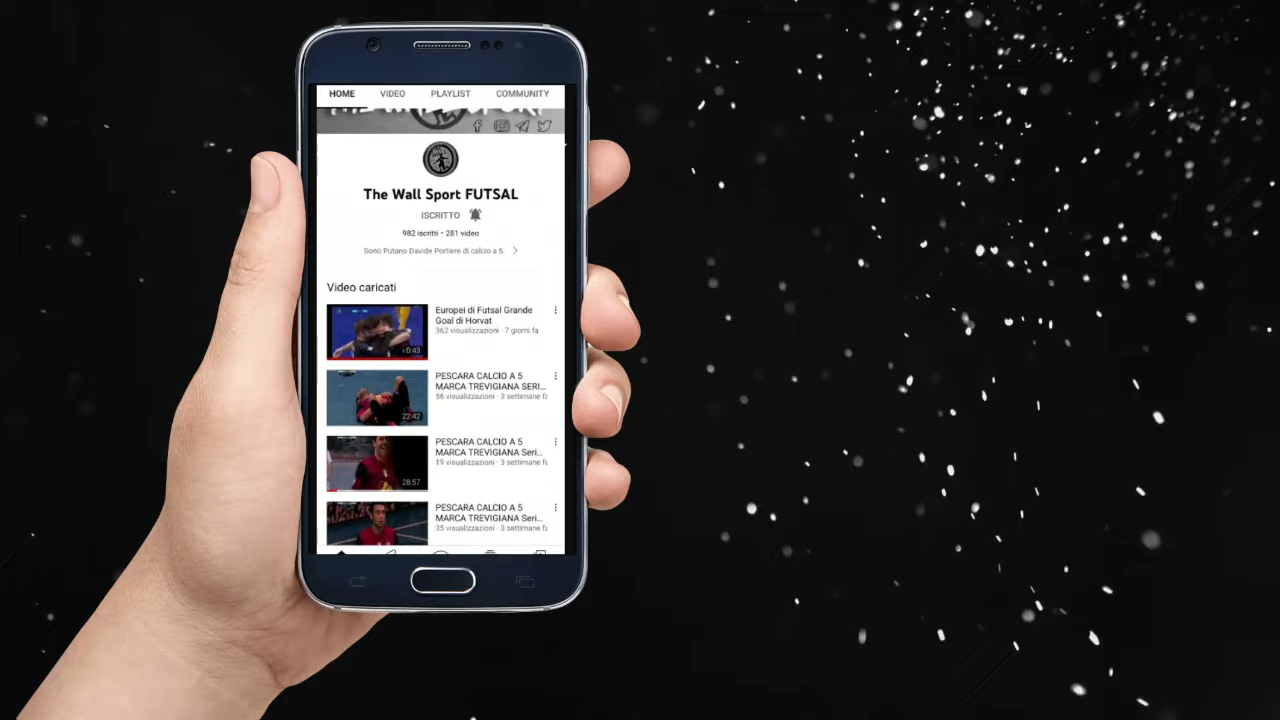 HOME VIDEO PLAYLIST COMMUNITY
The Wall Sport FUTSAL
ISCRITTO
982 iscritti • 281 video
Sono Putano Davide Portiere di calcio a 5.
Video caricati
Europei di Futsal Grande
Goal di Horvat
362 visualizzazioni · 7 giorni fa
0:43
PESCARA CALCIO A 5
MARCA TREVIGIANA SERI...
56 visualizzazioni · 3 settimane fa
22:42
PESCARA CALCIO A 5
MARCA TREVIGIANA Seri...
19 visualizzazioni · 3 settimane fa
28:57
PESCARA CALCIO A 5
MARCA TREVIGIANA Seri...
35 visualizzazioni · 3 settimane fa